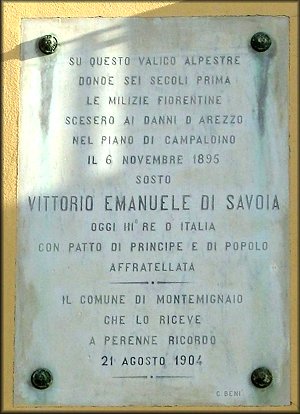 SU QUESTO VALICO ALPESTRE
DONDE SEI SECOLI PRIMA
LE MILIZIE FIORENTINE
SCESERO AI DANNI D AREZZO
NEL PIANO DI CAMPALDINO
IL 6 NOVEMBRE 1895
SOSTO
VITTORIO EMANUELE DI SAVOIA
OGGI III° RE D ITALIA
CON PATTO DI PRINCIPE E DI POPOLO
AFFRATELLATA
IL COMUNE DI MONTEMIGNAIO
CHE LO RICEVE
A PERENNE RICORDO
21 AGOSTO 1904
C. BENI